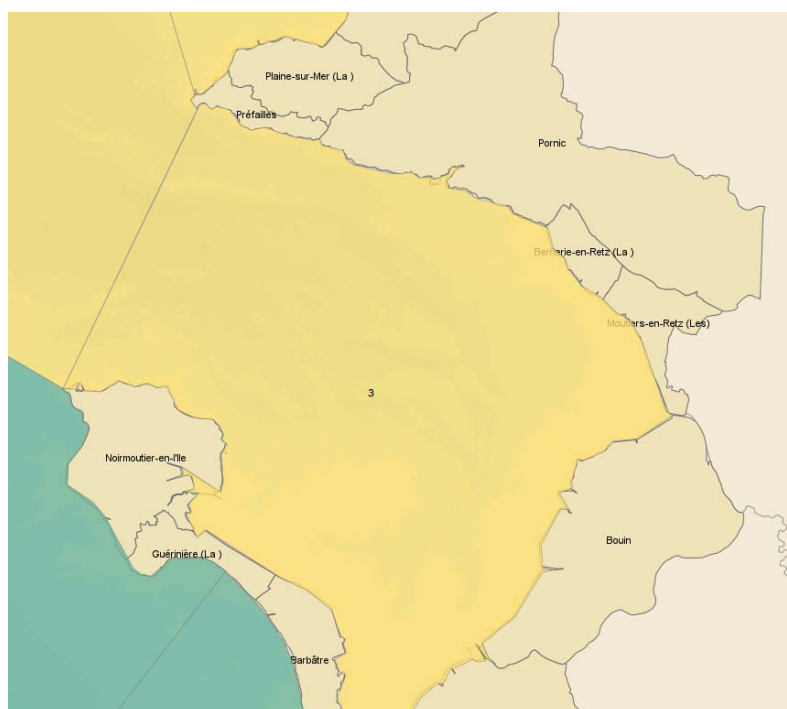 Plaine-sur-Mer (La )
Préfailles
Pornic
Bernerie-en-Retz (La )
Moutiers-en-Retz (Les)
3
Noirmoutier-en-l'Ile
Bouin
Guérinière (La )
Barbâtre